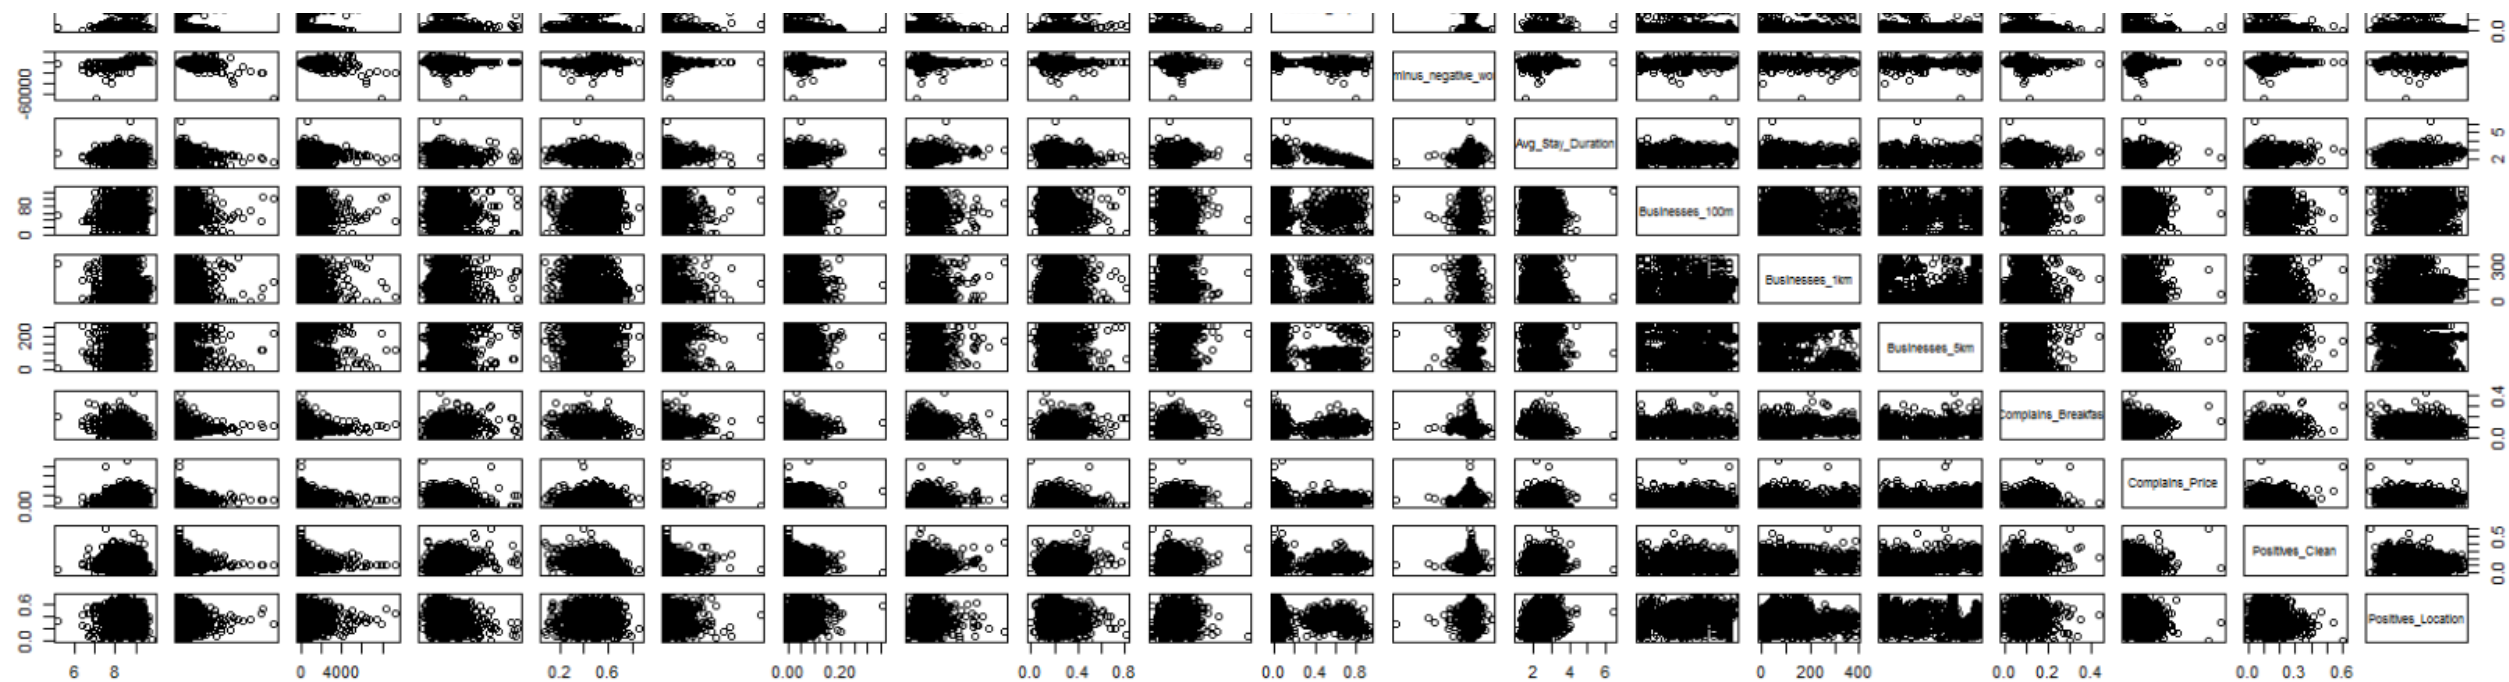 0.0
minus_negative_wo
-60000
Avg_Stay_Duration
2 5
Businesses_100m
0 80
Businesses_1km
0 300
Businesses_5km
0 200
Complains_Breakfas
0.0 0.4
Complains_Price
0.00
Positives_Clean
0.0 0.5
Positives_Location
0.0 0.6
6 8 0 4000 0.2 0.6 0.00 0.20 0.0 0.4 0.8 0.0 0.4 0.8 2 4 6 0 200 400 0.0 0.2 0.4 0.0 0.3 0.6